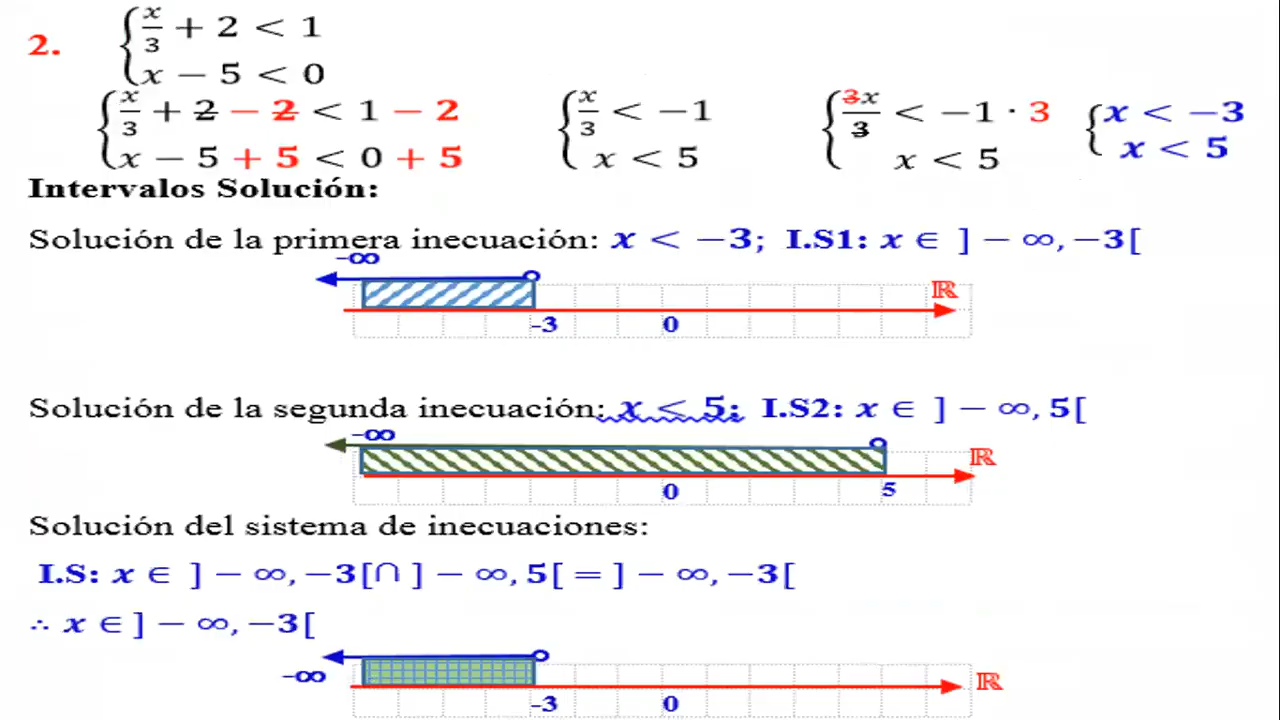 2. { x/3 + 2 < 1
x − 5 < 0
{ x/3 + 2 − 2 < 1 − 2
x − 5 + 5 < 0 + 5
{ x/3 < −1
x < 5
{ 3x/3 < −1 · 3
x < 5
{ x < −3
x < 5
Intervalos Solución:
Solución de la primera inecuación: x < −3; I.S1: x ∈ ] − ∞, −3[
-∞
ℝ
-3 0
Solución de la segunda inecuación: x < 5; I.S2: x ∈ ] − ∞, 5[
-∞
ℝ
0 5
Solución del sistema de inecuaciones:
I.S: x ∈ ] − ∞, −3[∩ ] − ∞, 5[ = ] − ∞, −3[
∴ x ∈ ] − ∞, −3[
-∞ ℝ
-3 0